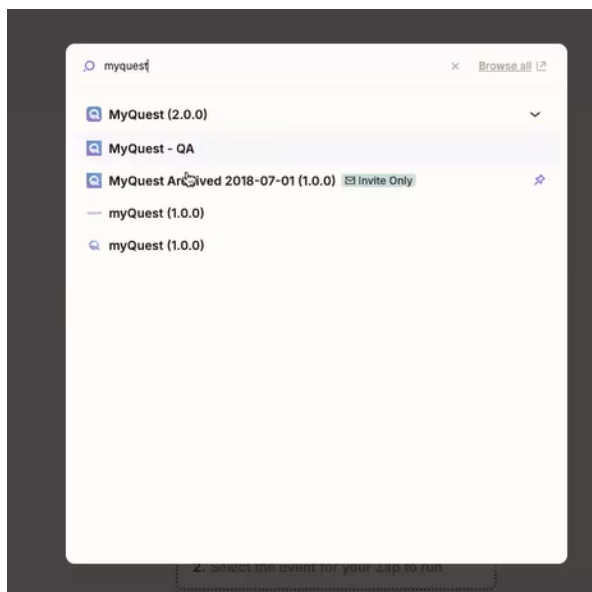 myquest
Browse all
MyQuest (2.0.0)
MyQuest - QA
MyQuest Archived 2018-07-01 (1.0.0) Invite Only
myQuest (1.0.0)
myQuest (1.0.0)
2. Select the event for your Zap to run